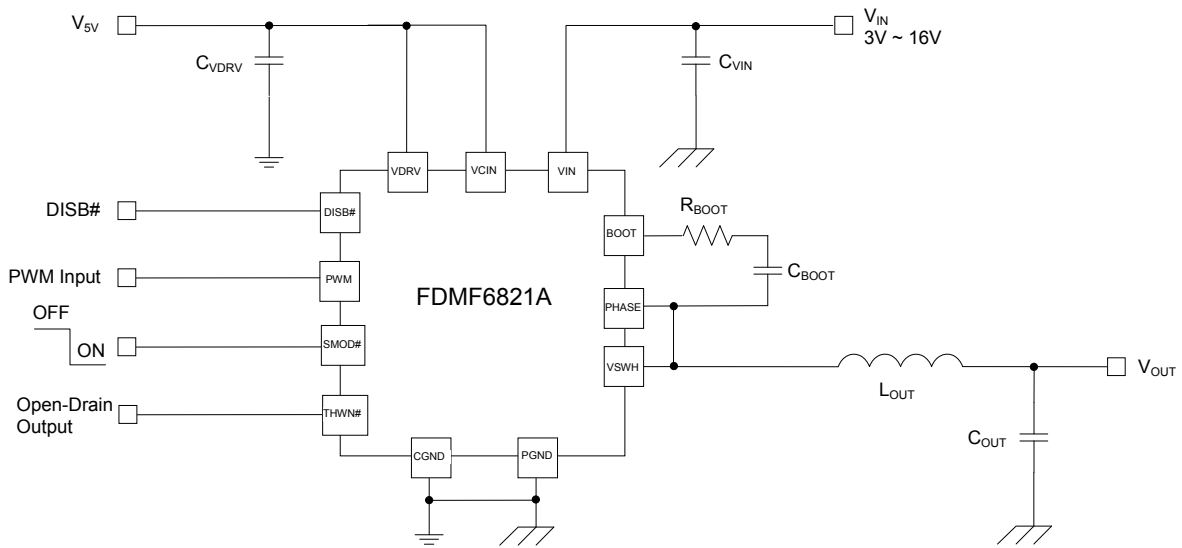 V5V
VIN
3V ~ 16V
CVDRV
CVIN
VDRV
VCIN
VIN
DISB#
DISB#
BOOT
RBOOT
CBOOT
PWM Input
PWM
FDMF6821A
PHASE
OFF
ON
SMOD#
VSWH
LOUT
VOUT
Open-Drain
Output
THWN#
COUT
CGND
PGND